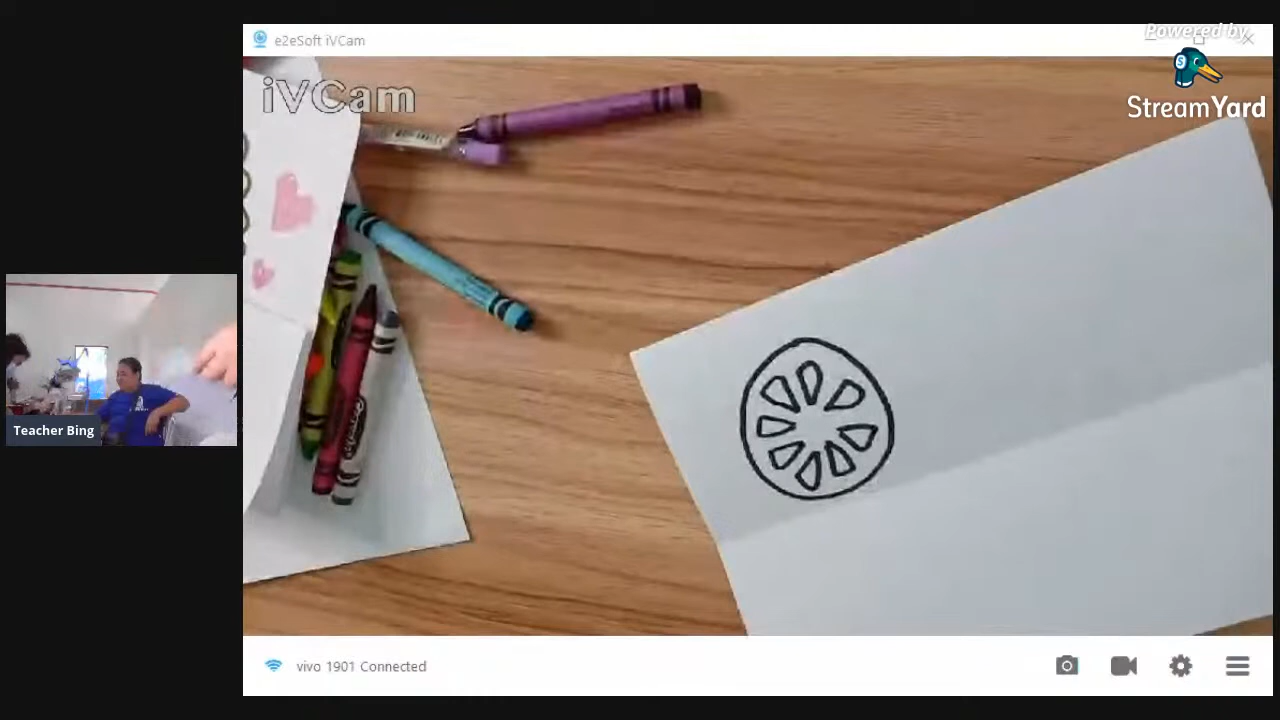 e2eSoft iVCam
Powered by
iVCam
StreamYard
Teacher Bing
vivo 1901 Connected